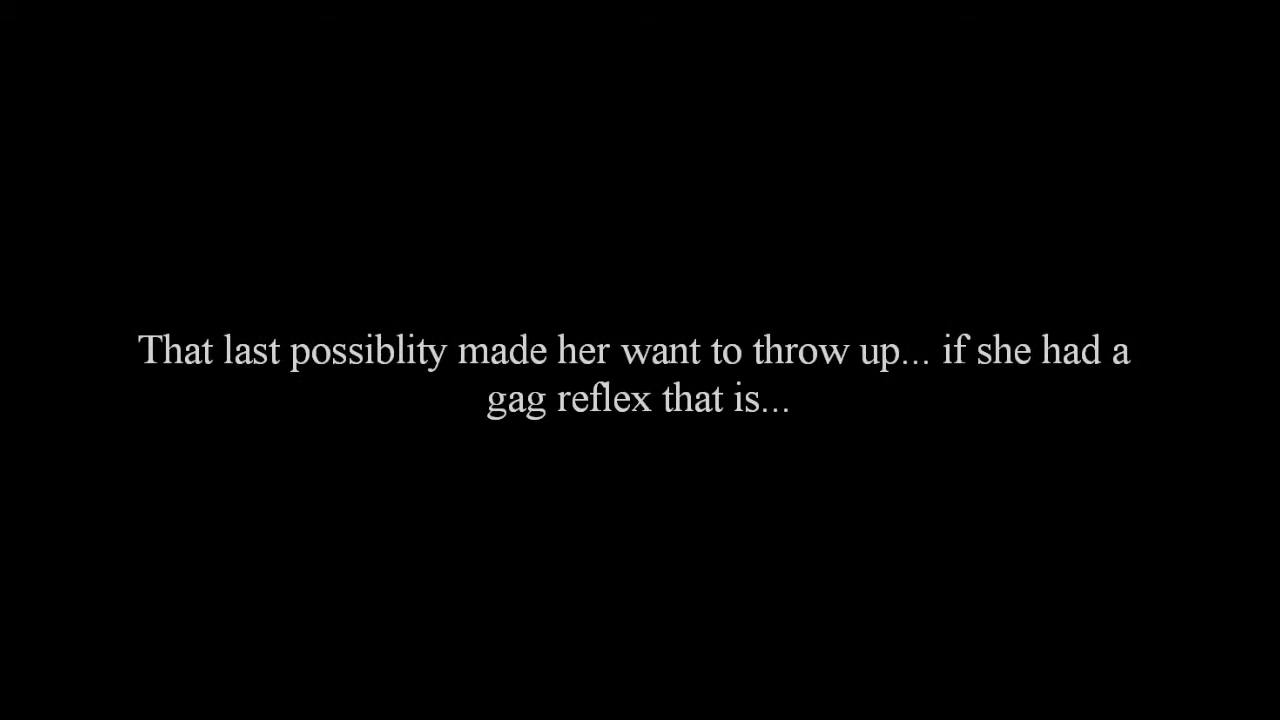 That last possiblity made her want to throw up... if she had a
gag reflex that is...